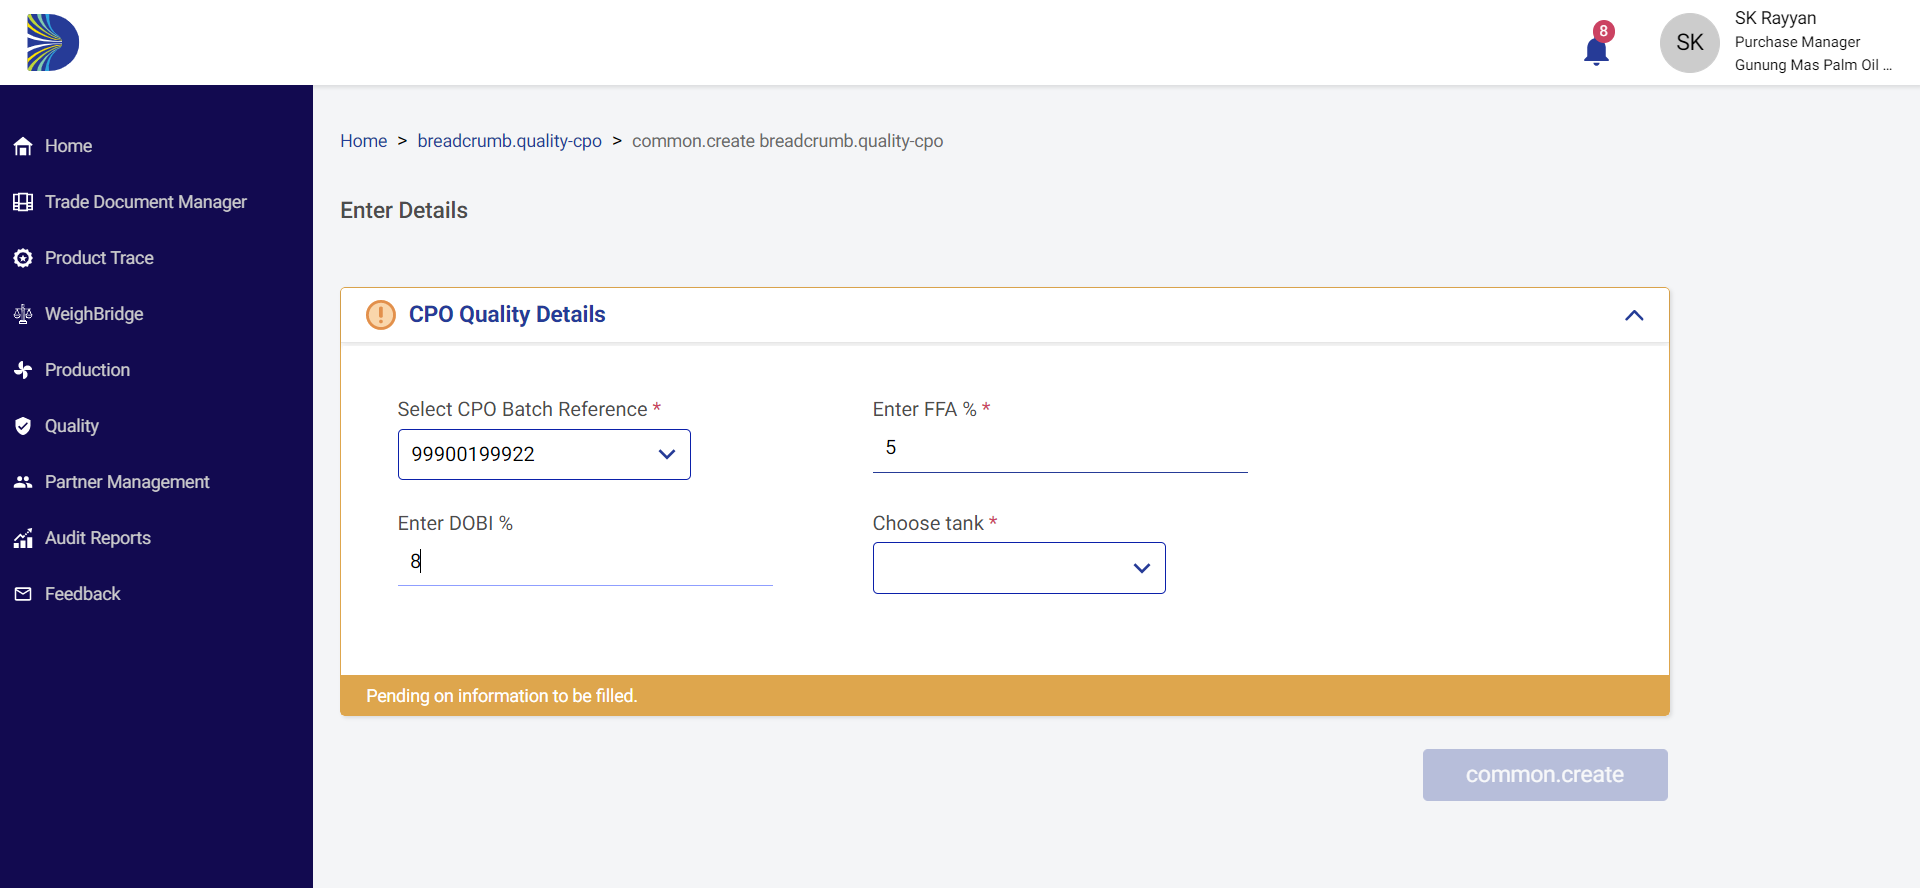 8
SK
SK Rayyan
Purchase Manager
Gunung Mas Palm Oil ...
Home
Trade Document Manager
Product Trace
WeighBridge
Production
Quality
Partner Management
Audit Reports
Feedback
Home > breadcrumb.quality-cpo > common.create breadcrumb.quality-cpo
Enter Details
CPO Quality Details
Select CPO Batch Reference *
99900199922
Enter FFA % *
5
Enter DOBI %
8
Choose tank *
Pending on information to be filled.
common.create